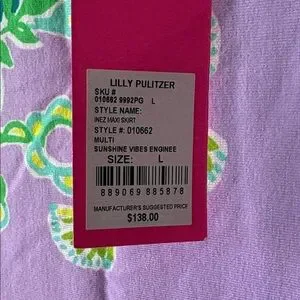 LILLY PULITZER
SKU #
010662 9992PG L
STYLE NAME:
INEZ MAXI SKIRT
STYLE #: 010662
MULTI
SUNSHINE VIBES ENGINEE
SIZE: L
889069 885878
MANUFACTURER'S SUGGESTED PRICE
$138.00